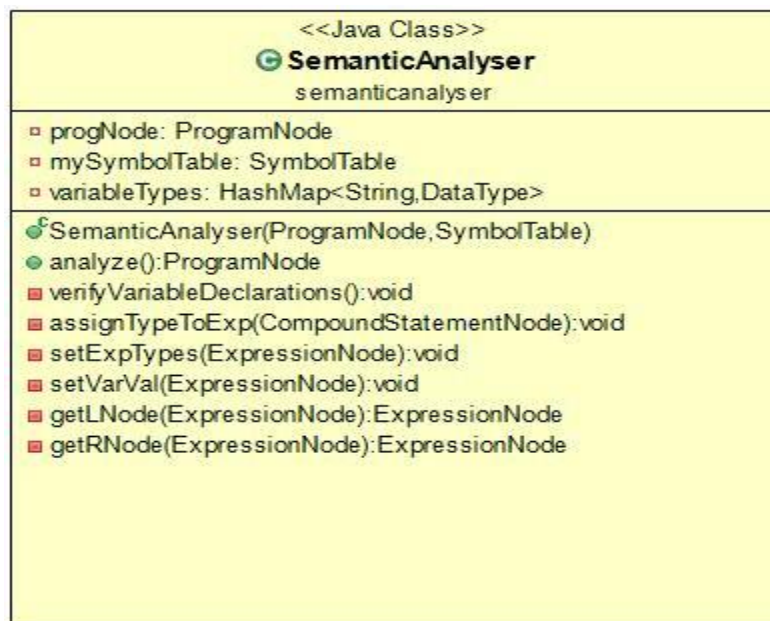 <<Java Class>>
SemanticAnalyser
semanticanalyser
progNode: ProgramNode
mySymbolTable: SymbolTable
variableTypes: HashMap<String,DataType>
SemanticAnalyser(ProgramNode,SymbolTable)
analyze():ProgramNode
verifyVariableDeclarations():void
assignTypeToExp(CompoundStatementNode):void
setExpTypes(ExpressionNode):void
setVarVal(ExpressionNode):void
getLNode(ExpressionNode):ExpressionNode
getRNode(ExpressionNode):ExpressionNode